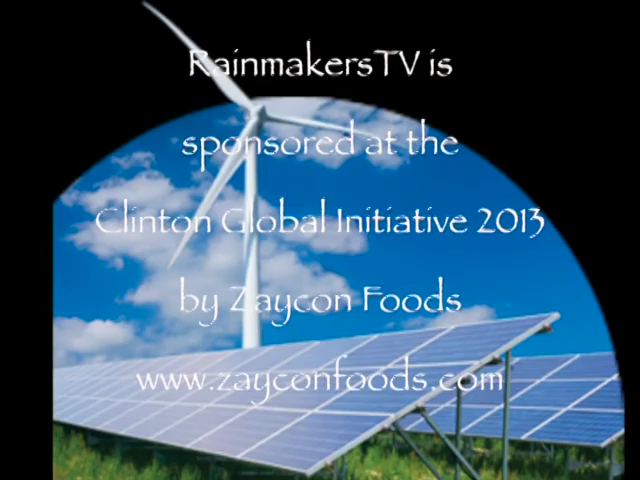 RainmakersTV is
sponsored at the
Clinton Global Initiative 2013
by Zaycon Foods
www.zayconfoods.com